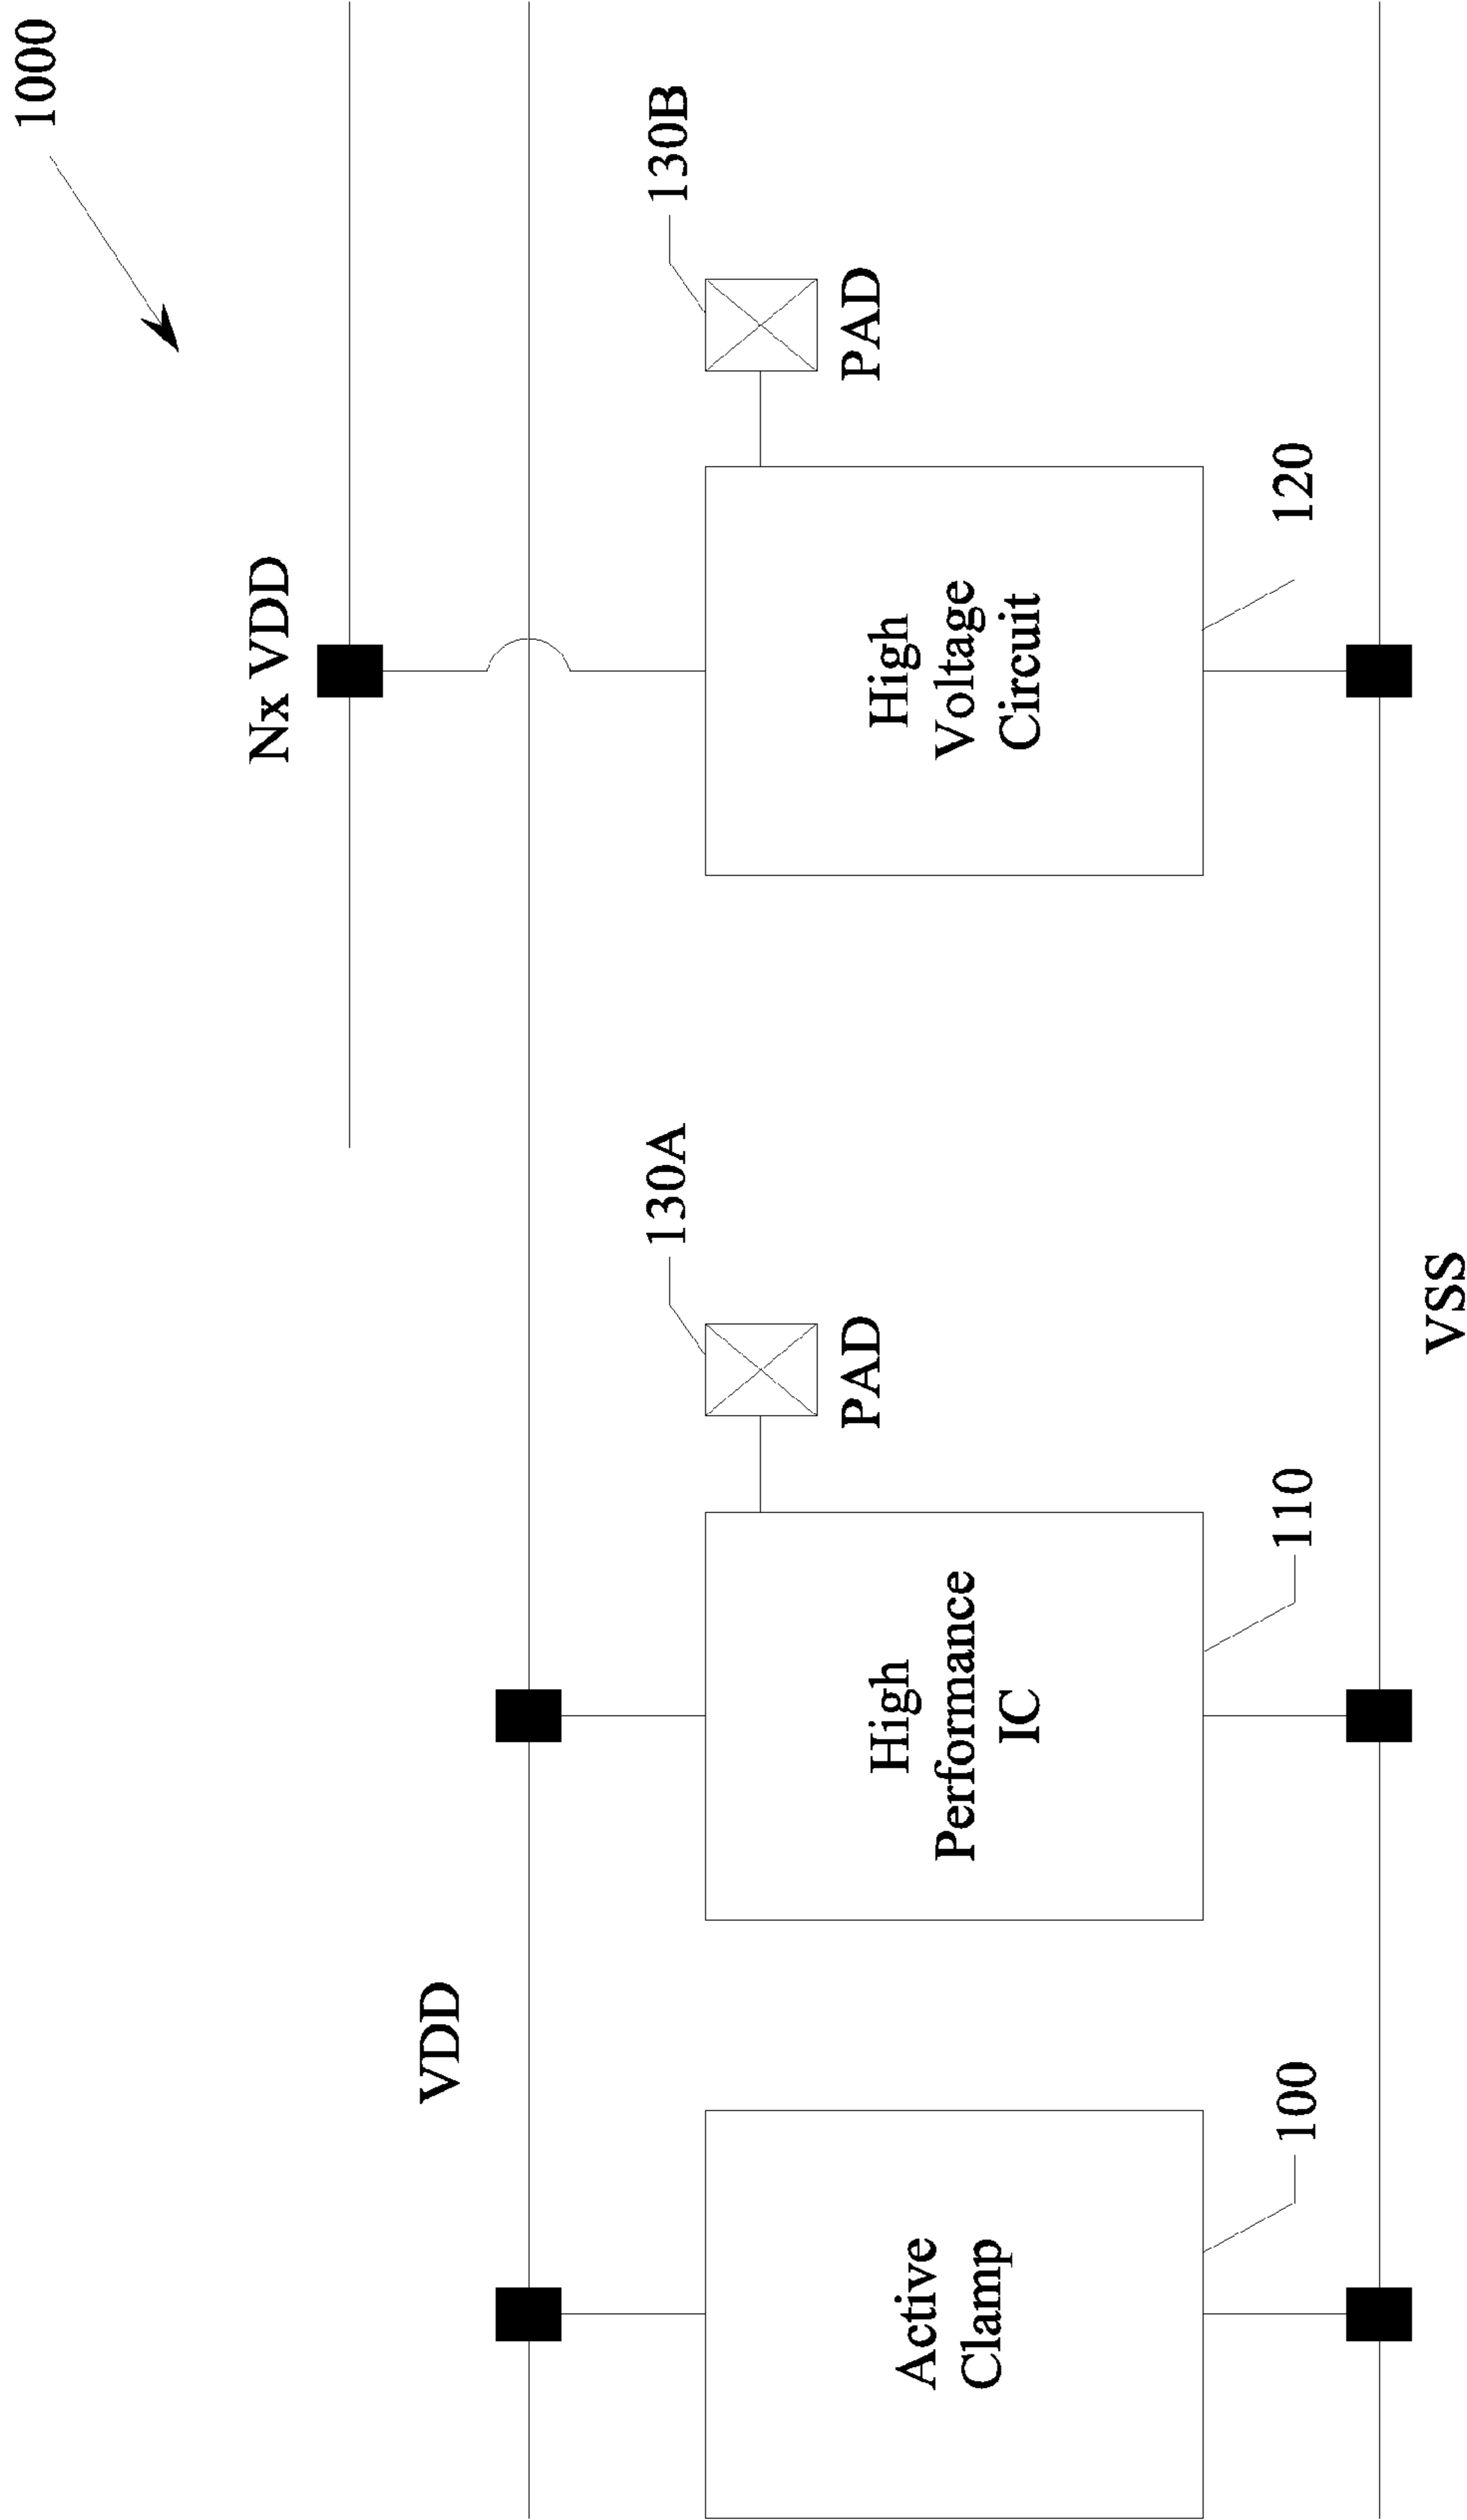 1000
Nx VDD
VDD
130A
130B
PAD
PAD
Active
Clamp
High
Performance
IC
High
Voltage
Circuit
100
110
120
VSS